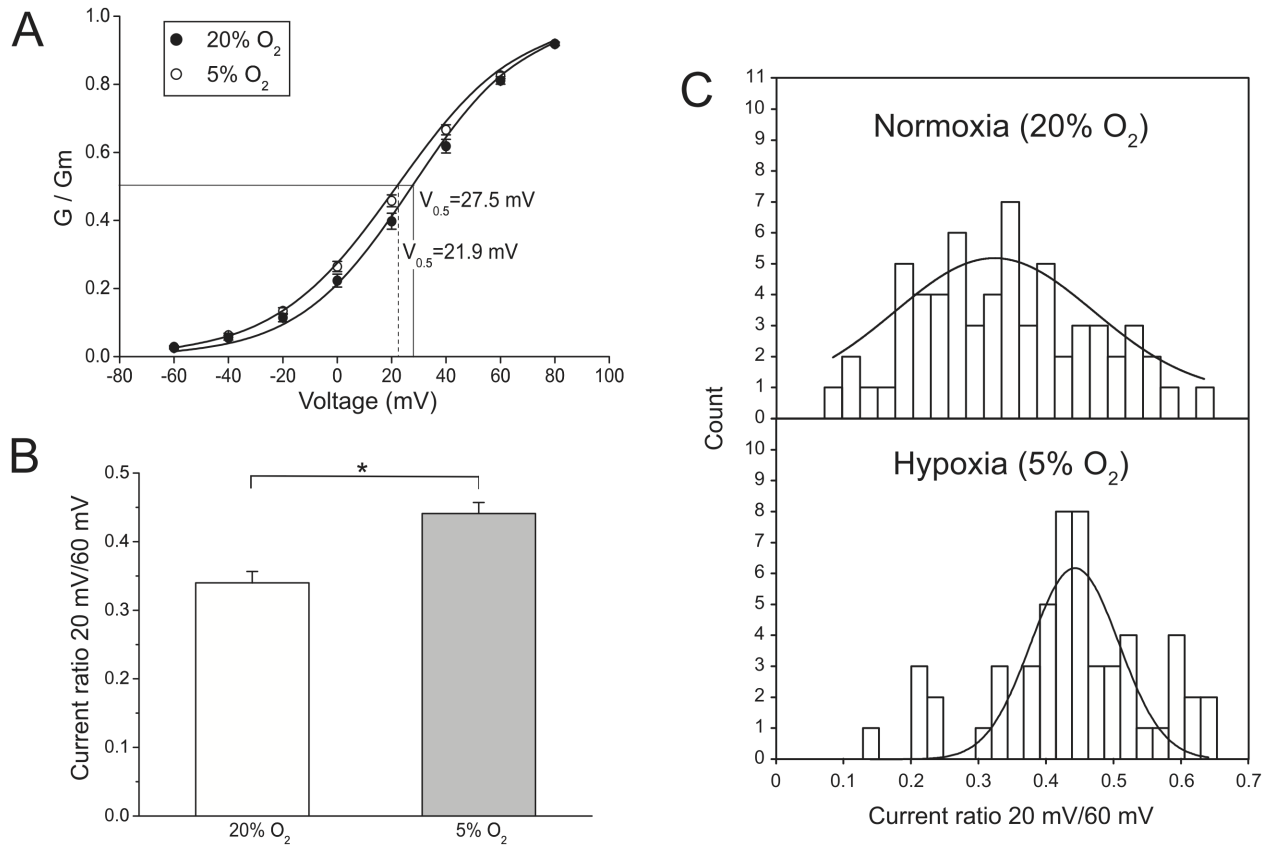 A
20% O2
5% O2
1.0
0.8
0.6
0.4
0.2
0.0
G / Gm
V0.5=27.5 mV
V0.5=21.9 mV
-80 -60 -40 -20 0 20 40 60 80 100
Voltage (mV)
B
*
0.5
0.4
0.3
0.2
0.1
0.0
Current ratio 20 mV/60 mV
20% O2 5% O2
C
Normoxia (20% O2)
11
10
9
8
7
6
5
4
3
2
1
0
Count
Hypoxia (5% O2)
10
9
8
7
6
5
4
3
2
1
0
0 0.1 0.2 0.3 0.4 0.5 0.6 0.7
Current ratio 20 mV/60 mV